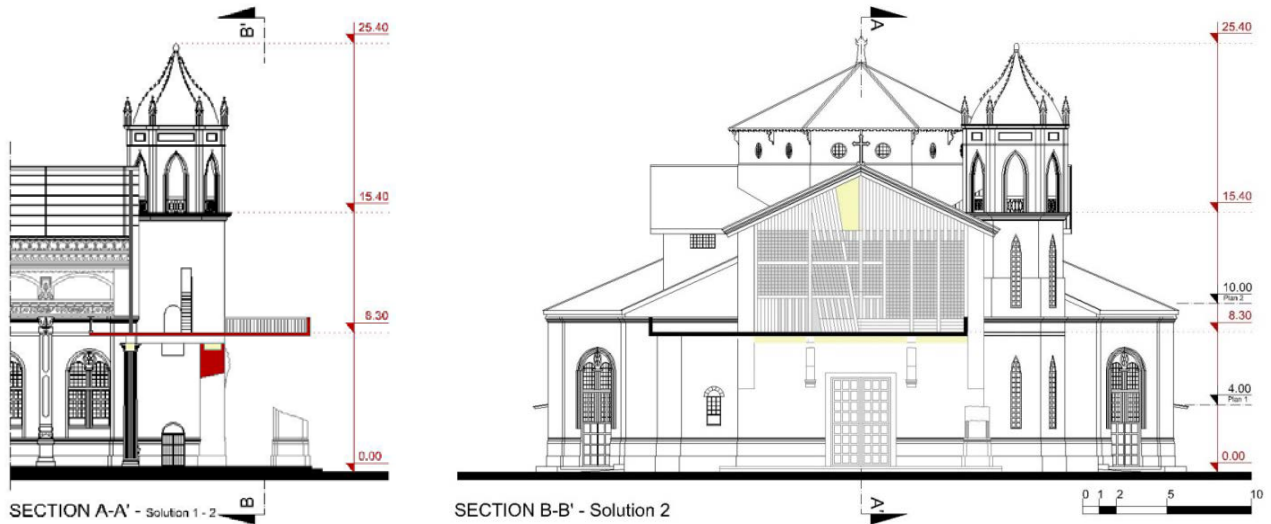 B'
25.40
15.40
8.30
0.00
B
SECTION A-A' - Solution 1 - 2
A
25.40
15.40
10.00
Plan 2
8.30
4.00
Plan 1
0.00
A'
SECTION B-B' - Solution 2
0 1 2 5 10